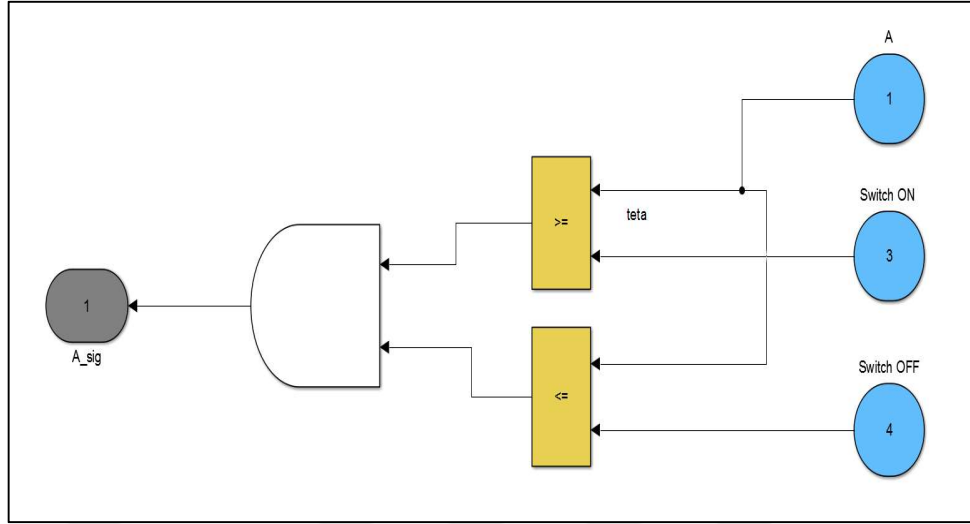 A
1
Switch ON
>=
teta
3
1
A_sig
Switch OFF
<=
4